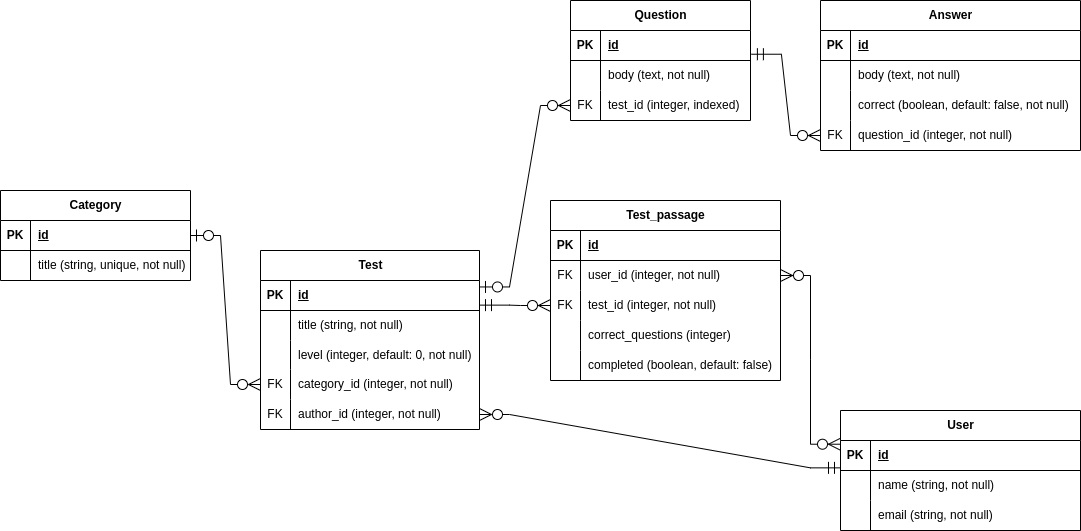 Question
PK id
body (text, not null)
FK test_id (integer, indexed)
Answer
PK id
body (text, not null)
correct (boolean, default: false, not null)
FK question_id (integer, not null)
Category
PK id
title (string, unique, not null)
Test
PK id
title (string, not null)
level (integer, default: 0, not null)
FK category_id (integer, not null)
FK author_id (integer, not null)
Test_passage
PK id
FK user_id (integer, not null)
FK test_id (integer, not null)
correct_questions (integer)
completed (boolean, default: false)
User
PK id
name (string, not null)
email (string, not null)